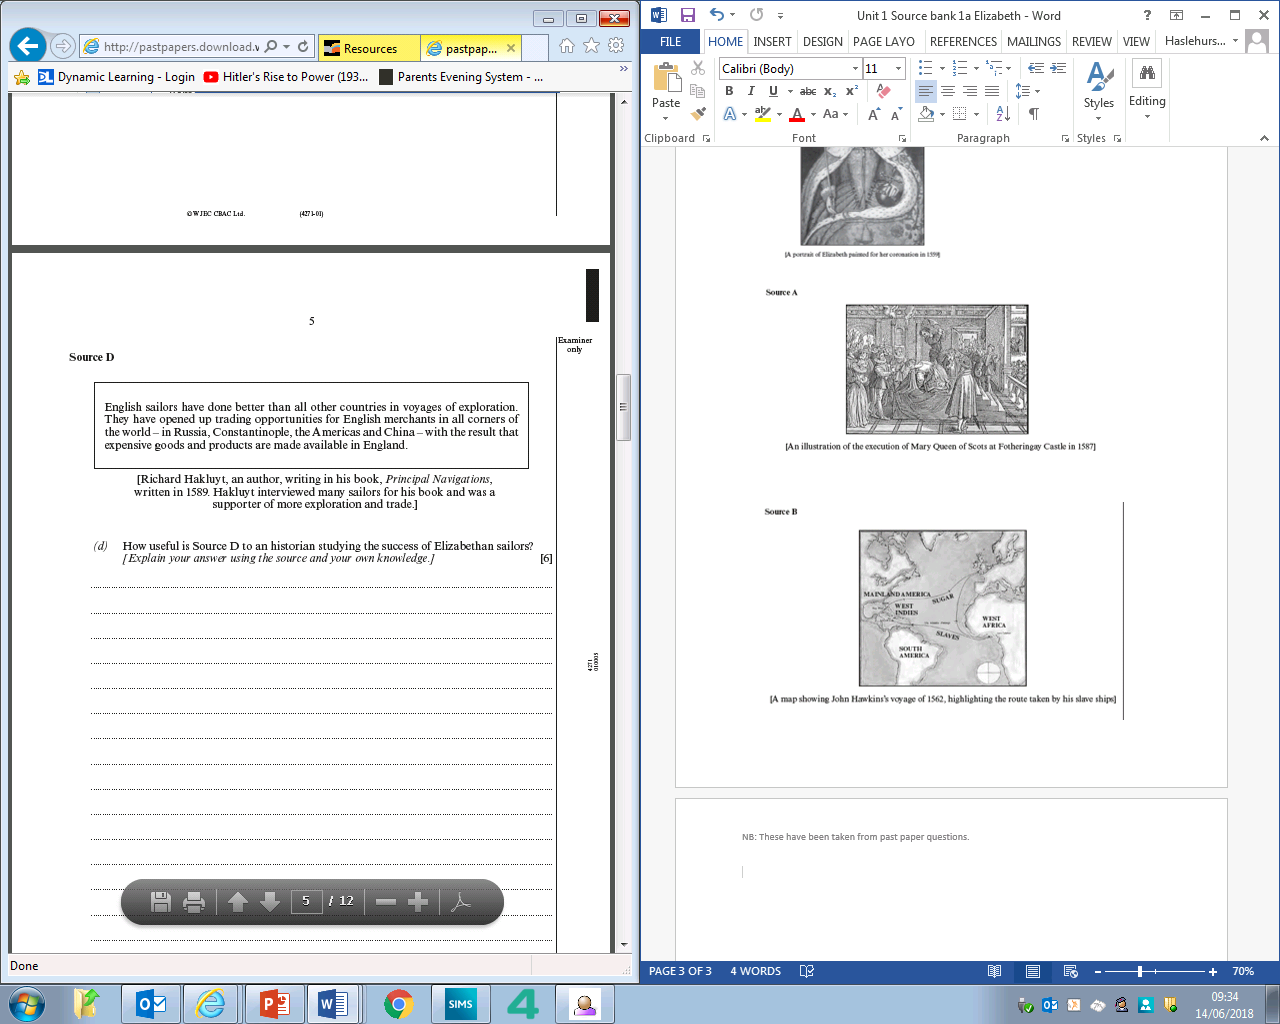 http://pastpapers.download.w
Resources
pastpap...
Dynamic Learning - Login
Hitler's Rise to Power (193...
Parents Evening System - ...
© WJEC CBAC Ltd.
(4271-01)
5
Examiner
only
Source D
English sailors have done better than all other countries in voyages of exploration.
They have opened up trading opportunities for English merchants in all corners of
the world – in Russia, Constantinople, the Americas and China – with the result that
expensive goods and products are made available in England.
[Richard Hakluyt, an author, writing in his book, Principal Navigations,
written in 1589. Hakluyt interviewed many sailors for his book and was a
supporter of more exploration and trade.]
(d) How useful is Source D to an historian studying the success of Elizabethan sailors?
[Explain your answer using the source and your own knowledge.] [6]
4271
010005
5 / 12
Done
Unit 1 Source bank 1a Elizabeth - Word
FILE HOME INSERT DESIGN PAGE LAYO REFERENCES MAILINGS REVIEW VIEW Haslehurs...
Calibri (Body) 11
Paste
Styles
Editing
Clipboard Font Paragraph Styles
[A portrait of Elizabeth painted for her coronation in 1559]
Source A
[An illustration of the execution of Mary Queen of Scots at Fotheringay Castle in 1587]
Source B
MAINLAND AMERICA
SUGAR
WEST
INDIES
WEST
AFRICA
SLAVES
SOUTH
AMERICA
[A map showing John Hawkins's voyage of 1562, highlighting the route taken by his slave ships]
NB: These have been taken from past paper questions.
PAGE 3 OF 3 4 WORDS 70%
SIMS
09:34
14/06/2018